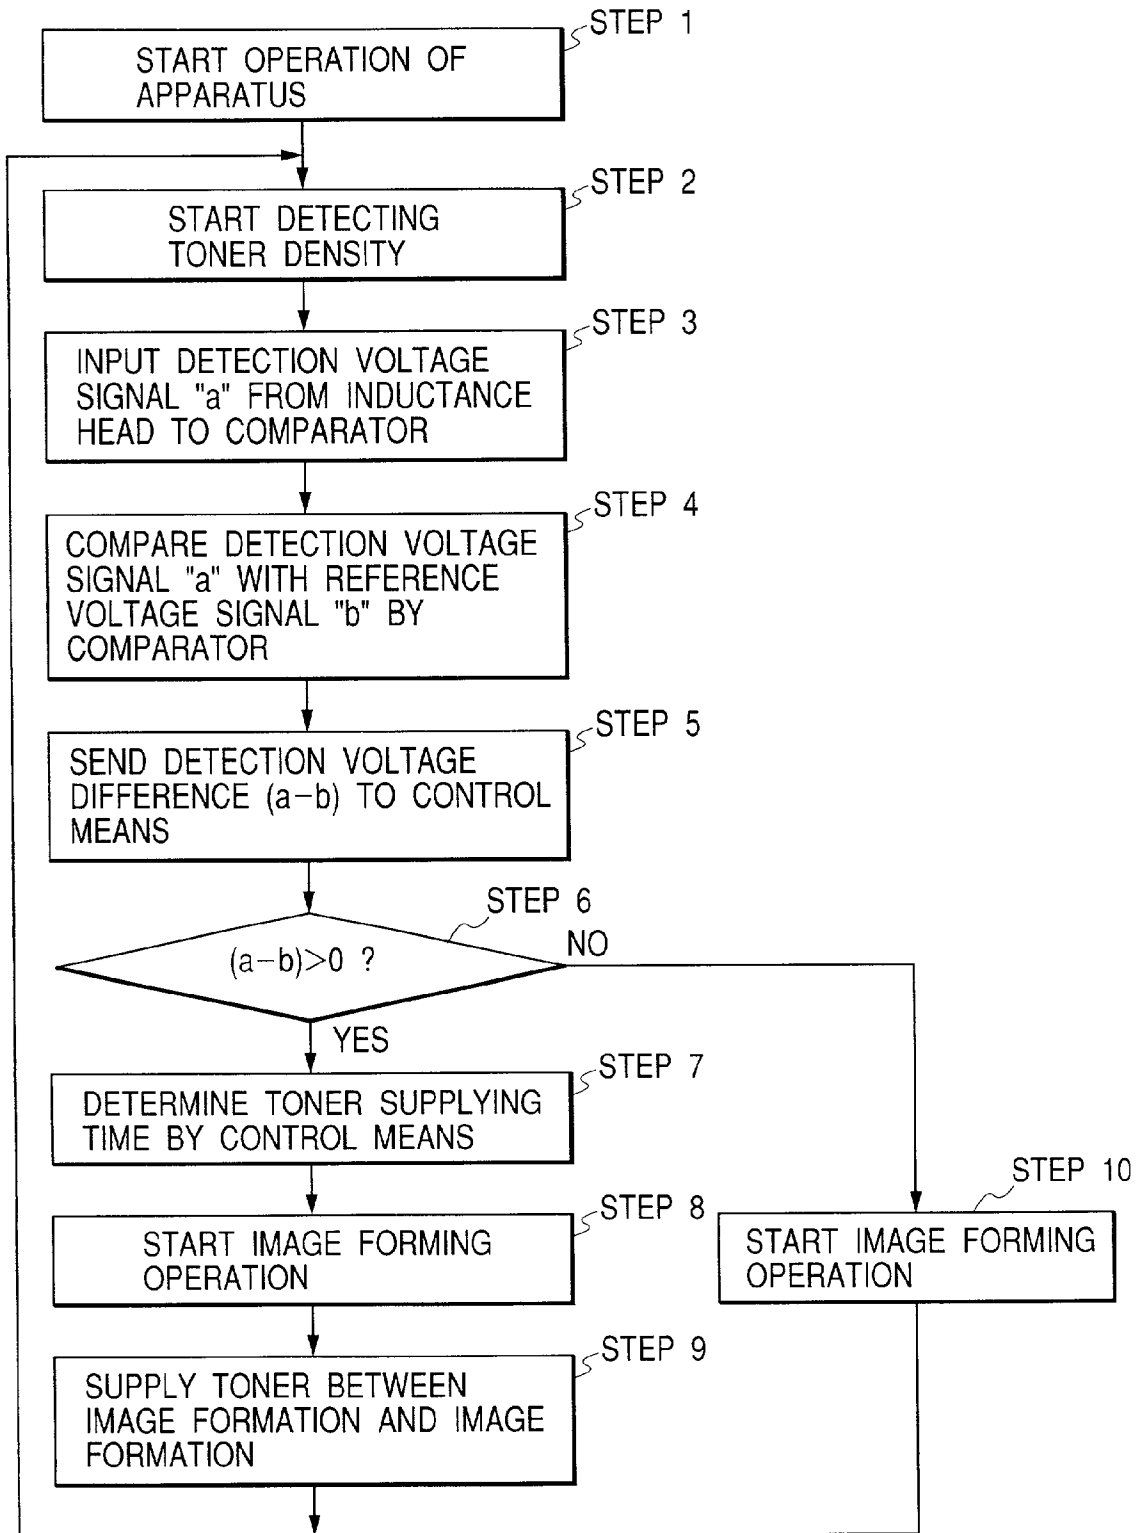 STEP 1
START OPERATION OF
APPARATUS
STEP 2
START DETECTING
TONER DENSITY
STEP 3
INPUT DETECTION VOLTAGE
SIGNAL "a" FROM INDUCTANCE
HEAD TO COMPARATOR
STEP 4
COMPARE DETECTION VOLTAGE
SIGNAL "a" WITH REFERENCE
VOLTAGE SIGNAL "b" BY
COMPARATOR
STEP 5
SEND DETECTION VOLTAGE
DIFFERENCE (a-b) TO CONTROL
MEANS
STEP 6
(a-b)>0 ?
NO
YES
STEP 7
DETERMINE TONER SUPPLYING
TIME BY CONTROL MEANS
STEP 8
START IMAGE FORMING
OPERATION
STEP 10
START IMAGE FORMING
OPERATION
STEP 9
SUPPLY TONER BETWEEN
IMAGE FORMATION AND IMAGE
FORMATION